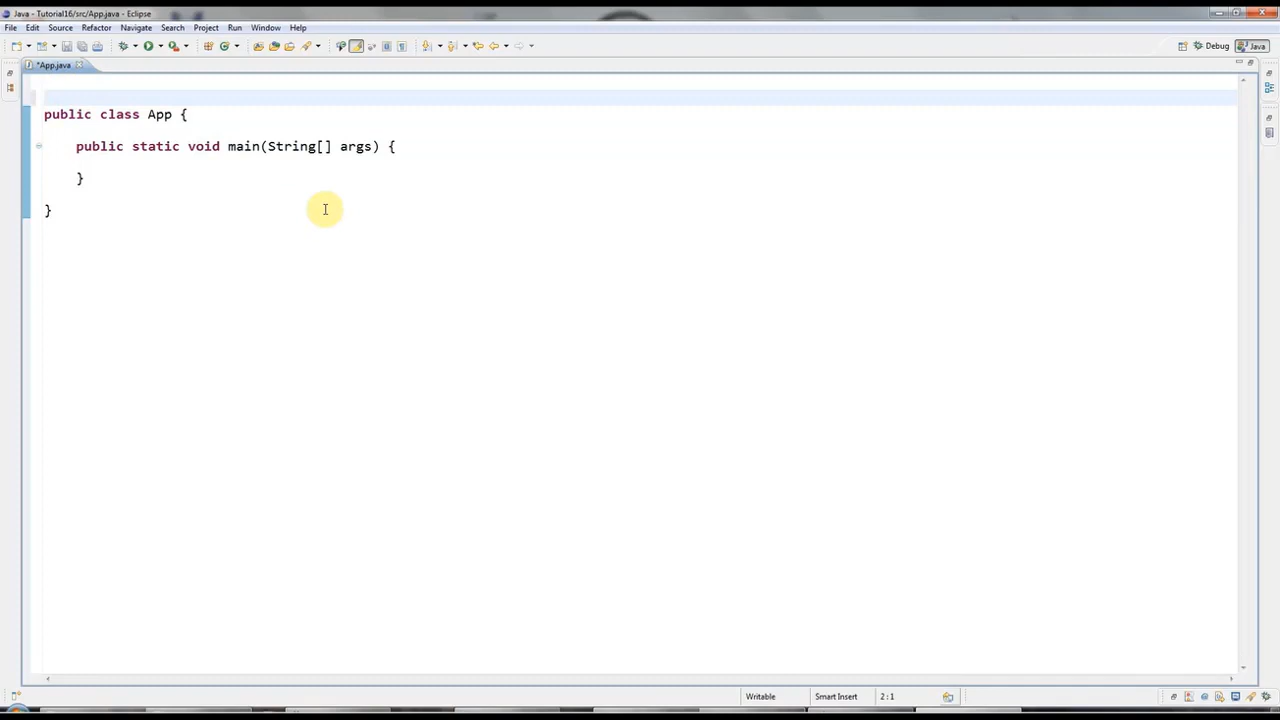 Java - Tutorial16/src/App.java - Eclipse
File Edit Source Refactor Navigate Search Project Run Window Help
Debug Java
*App.java
public class App {
public static void main(String[] args) {
}
}
Writable Smart Insert 2:1